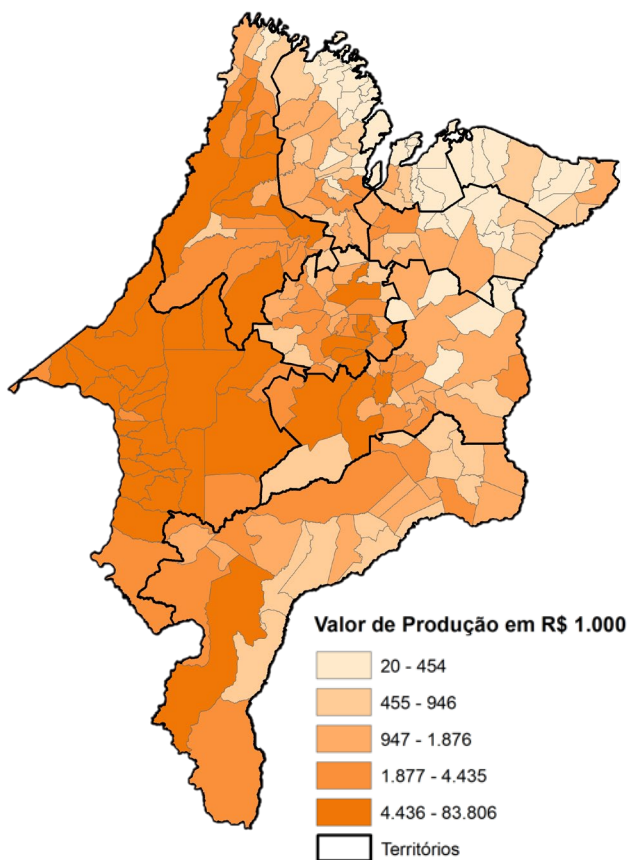 Valor de Produção em R$ 1.000
20 - 454
455 - 946
947 - 1.876
1.877 - 4.435
4.436 - 83.806
Territórios